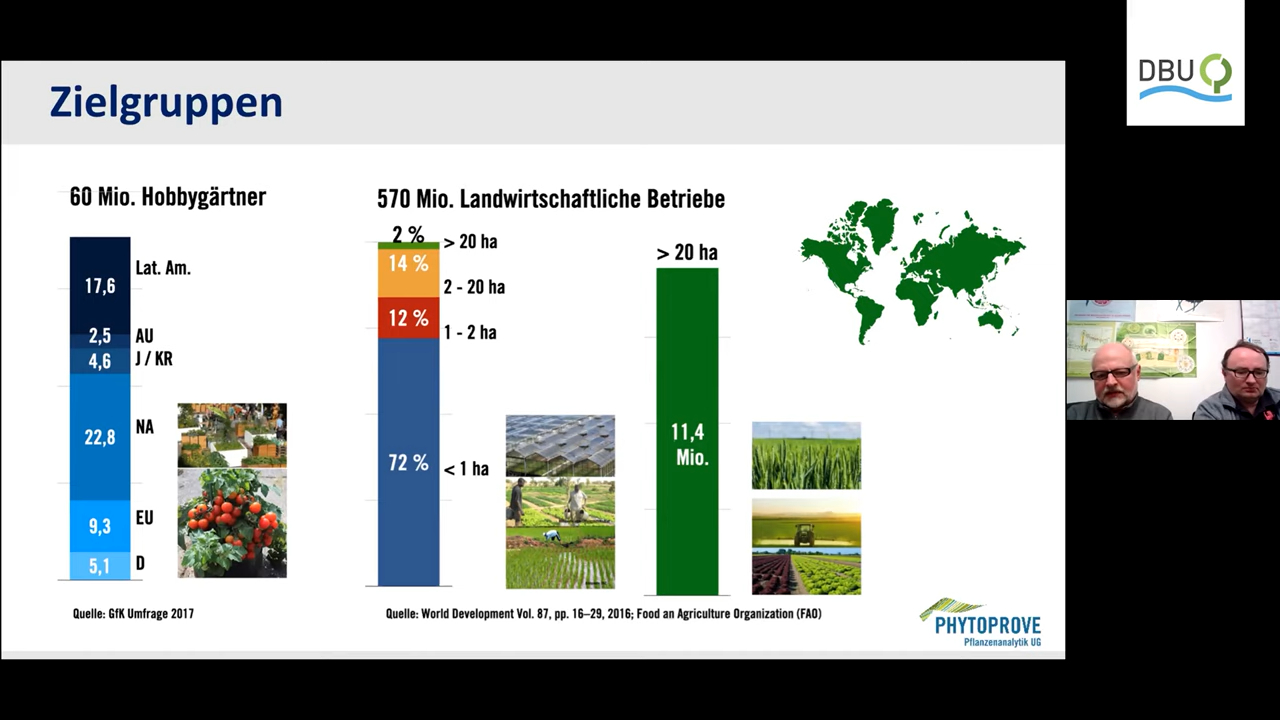 DBU
Zielgruppen
60 Mio. Hobbygärtner
17,6
Lat. Am.
2,5
AU
4,6
J / KR
22,8
NA
9,3
EU
5,1
D
Quelle: GfK Umfrage 2017
570 Mio. Landwirtschaftliche Betriebe
2 %
> 20 ha
14 %
2 - 20 ha
12 %
1 - 2 ha
72 %
< 1 ha
> 20 ha
11,4
Mio.
Quelle: World Development Vol. 87, pp. 16–29, 2016; Food an Agriculture Organization (FAO)
PHYTOPROVE
Pflanzenanalytik UG